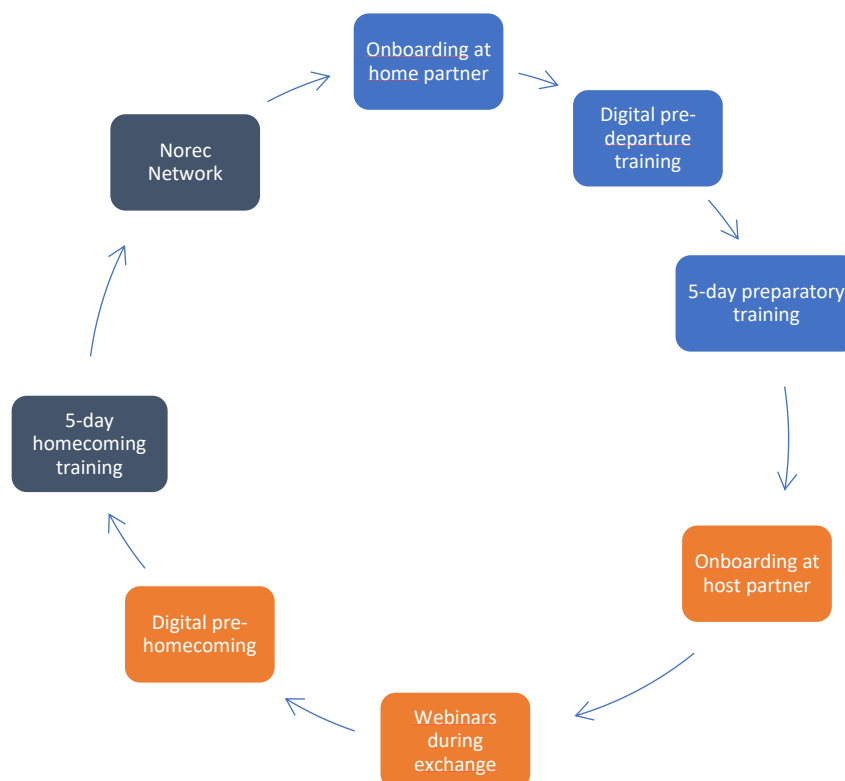 Onboarding at
home partner
Digital pre-
departure
training
5-day preparatory
training
Onboarding at
host partner
Webinars
during
exchange
Digital pre-
homecoming
5-day
homecoming
training
Norec
Network